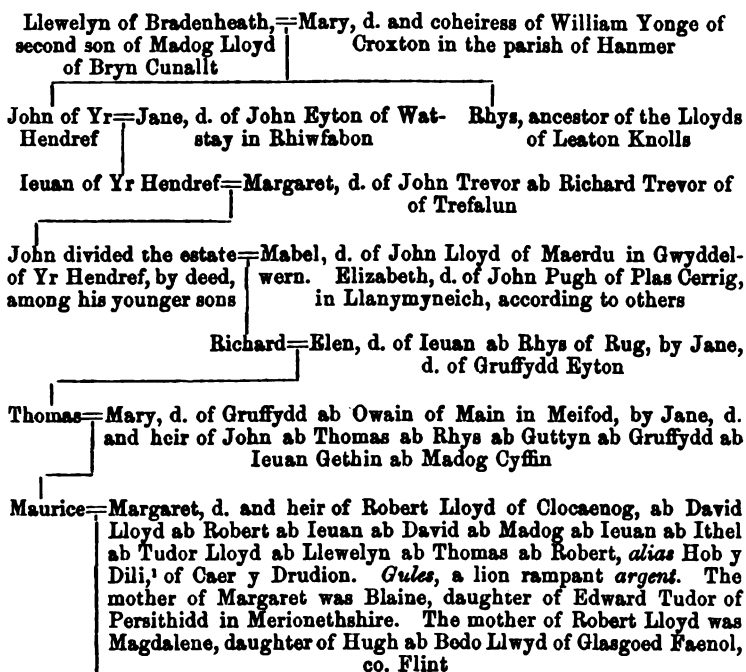 Llewelyn of Bradenheath,=Mary, d. and coheiress of William Yonge of
second son of Madog Lloyd Croxton in the parish of Hanmer
of Bryn Cunallt
John of Yr=Jane, d. of John Eyton of Wat- Rhys, ancestor of the Lloyds
Hendref stay in Rhiwfabon of Leaton Knolls
Ieuan of Yr Hendref=Margaret, d. of John Trevor ab Richard Trevor of
of Trefalun
John divided the estate=Mabel, d. of John Lloyd of Maerdu in Gwyddel-
of Yr Hendref, by deed, wern. Elizabeth, d. of John Pugh of Plas Cerrig,
among his younger sons in Llanymyneich, according to others
Richard=Elen, d. of Ieuan ab Rhys of Rug, by Jane,
d. of Gruffydd Eyton
Thomas=Mary, d. of Gruffydd ab Owain of Main in Meifod, by Jane, d.
and heir of John ab Thomas ab Rhys ab Guttyn ab Gruffydd ab
Ieuan Gethin ab Madog Cyffin
Maurice=Margaret, d. and heir of Robert Lloyd of Clocaenog, ab David
Lloyd ab Robert ab Ieuan ab David ab Madog ab Ieuan ab Ithel
ab Tudor Lloyd ab Llewelyn ab Thomas ab Robert, alias Hob y
Dili,¹ of Caer y Drudion. Gules, a lion rampant argent. The
mother of Margaret was Blaine, daughter of Edward Tudor of
Persithidd in Merionethshire. The mother of Robert Lloyd was
Magdalene, daughter of Hugh ab Bedo Llwyd of Glasgoed Faenol,
co. Flint